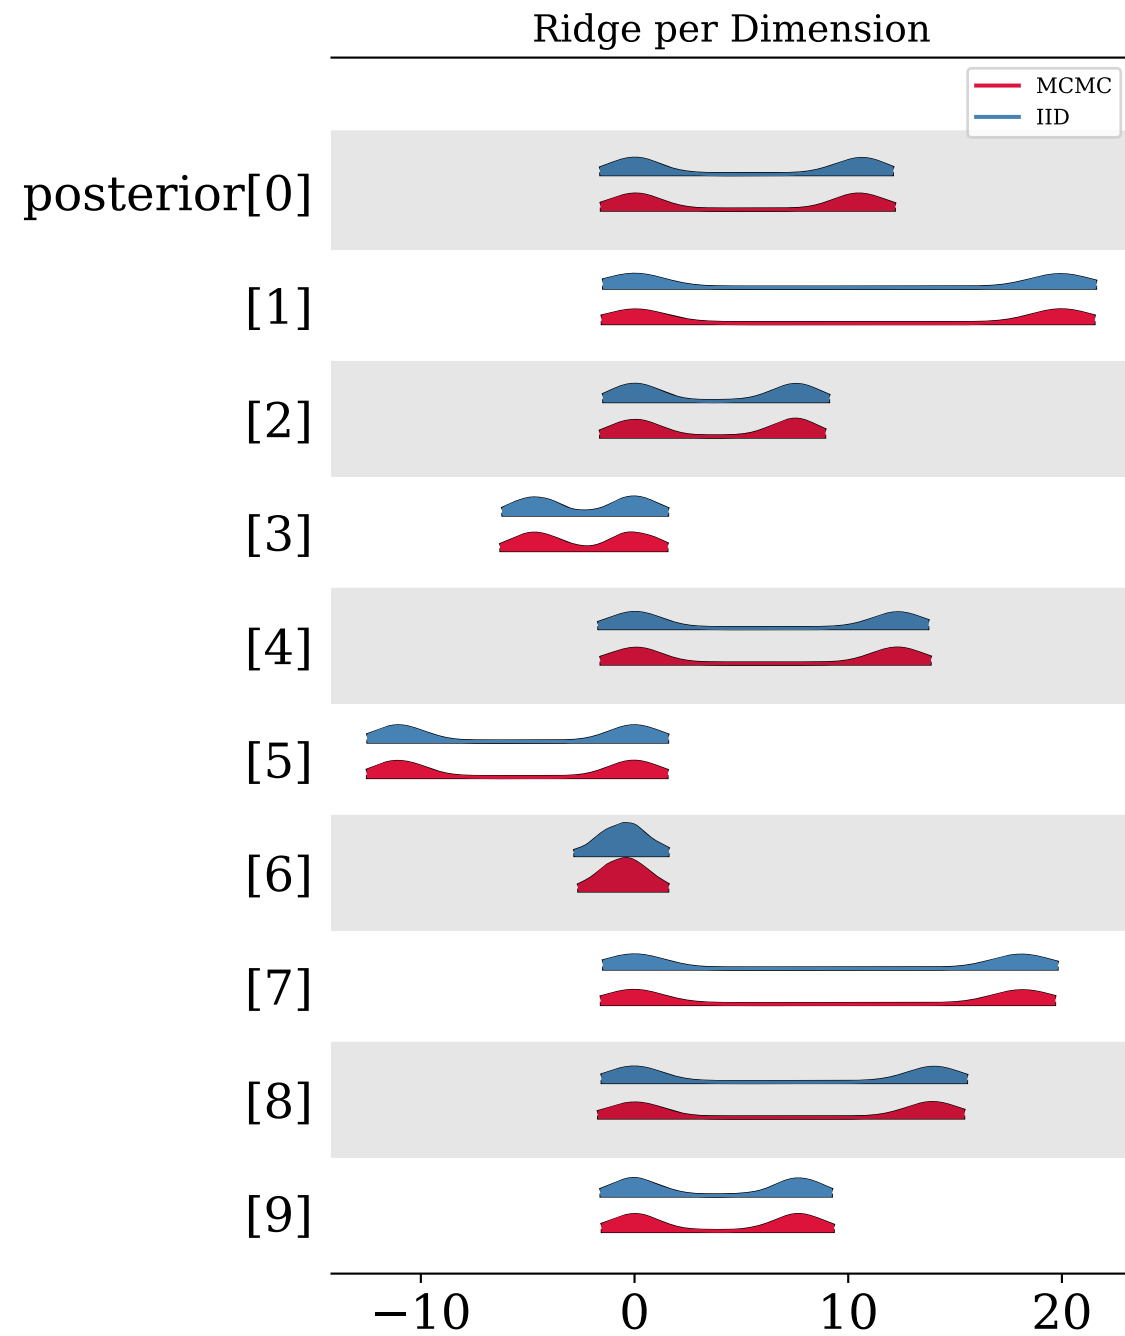 Ridge per Dimension
MCMC
IID
posterior[0]
[1]
[2]
[3]
[4]
[5]
[6]
[7]
[8]
[9]
−10 0 10 20